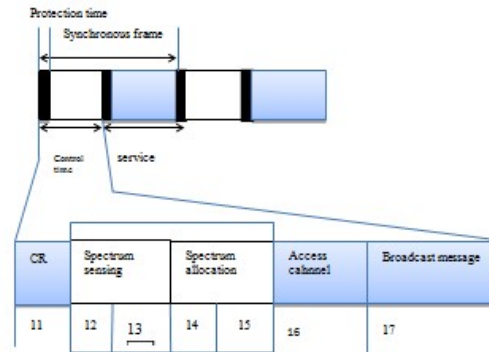 Protection time
Synchronous frame
Control
time
service
CR
Spectrum
sensing
Spectrum
allocation
Access
cahnnel
Broadcast message
11
12
13
14
15
16
17